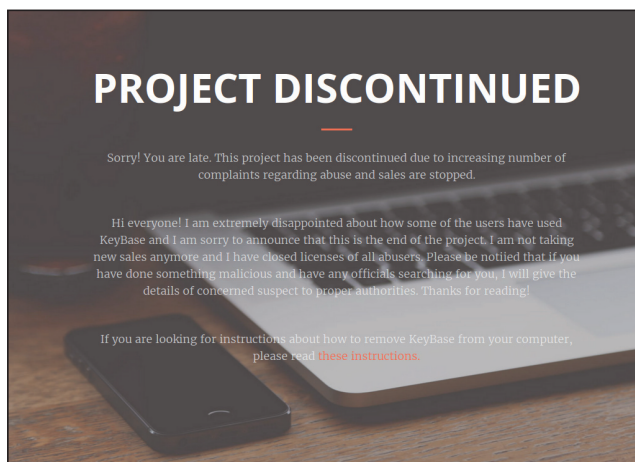 PROJECT DISCONTINUED
Sorry! You are late. This project has been discontinued due to increasing number of
complaints regarding abuse and sales are stopped.
Hi everyone! I am extremely disappointed about how some of the users have used
KeyBase and I am sorry to announce that this is the end of the project. I am not taking
new sales anymore and I have closed licenses of all abusers. Please be notiied that if you
have done something malicious and have any officials searching for you, I will give the
details of concerned suspect to proper authorities. Thanks for reading!
If you are looking for instructions about how to remove KeyBase from your computer,
please read these instructions.